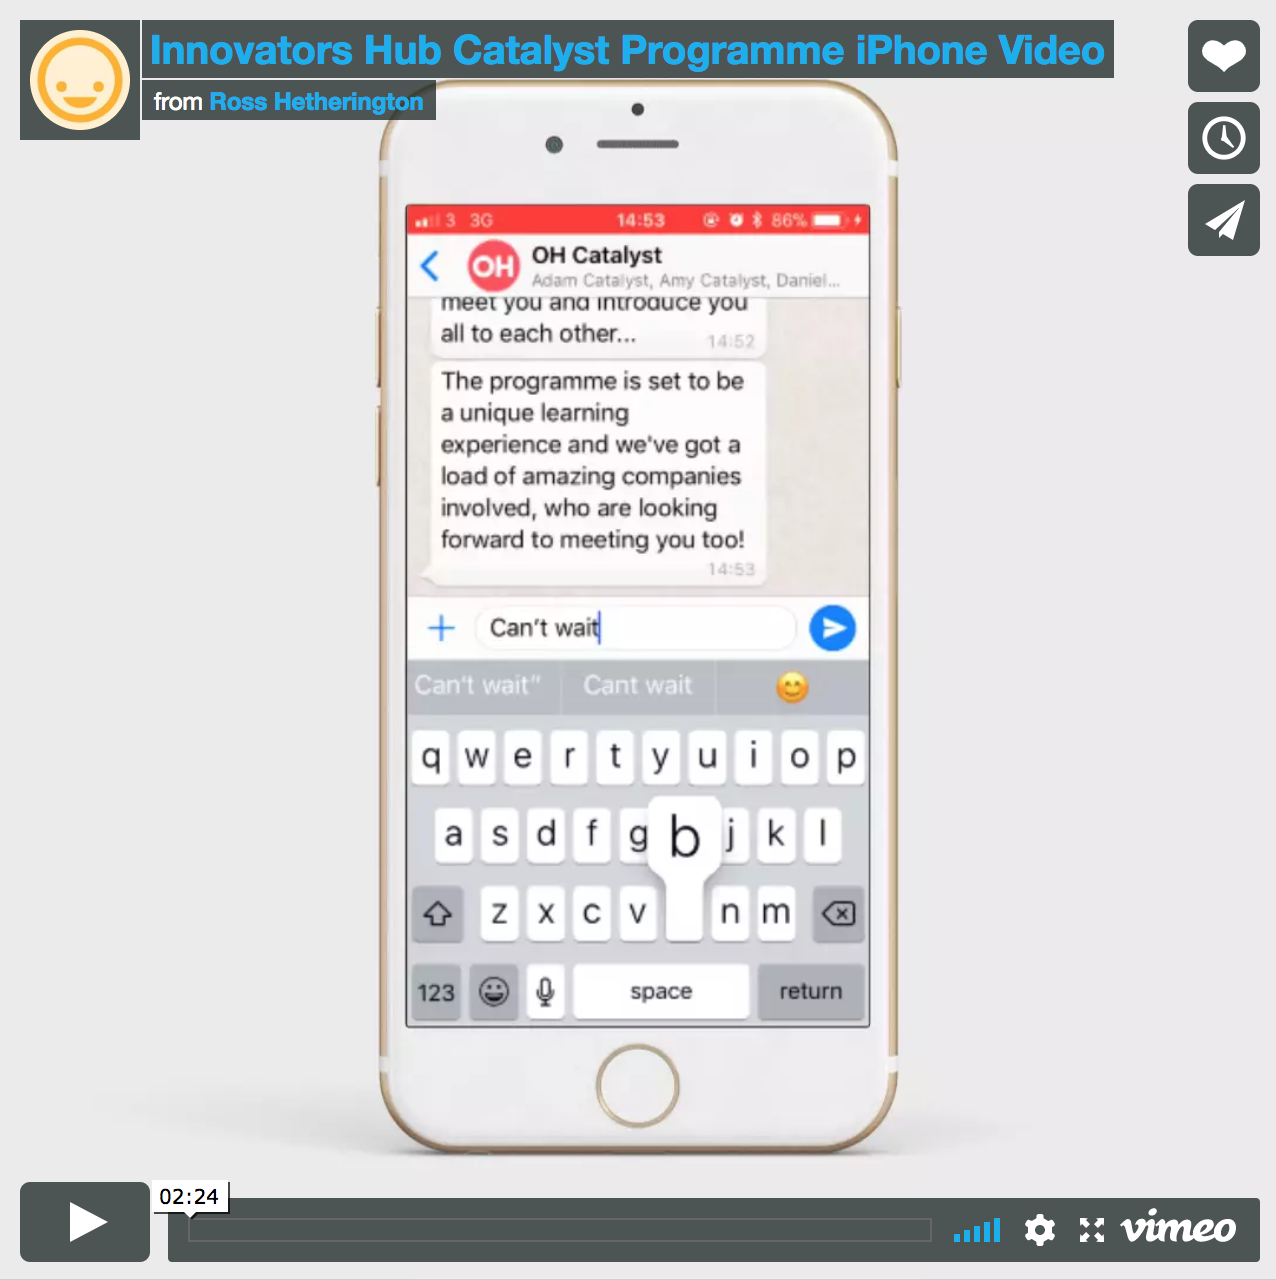 Innovators Hub Catalyst Programme iPhone Video
from Ross Hetherington
3 3G 14:53 86%
OH
OH Catalyst
Adam Catalyst, Amy Catalyst, Daniel...
meet you and introduce you
all to each other...
14:52
The programme is set to be
a unique learning
experience and we've got a
load of amazing companies
involved, who are looking
forward to meeting you too!
14:53
Can't wait
Can't wait" Cant wait 😊
q w e r t y u i o p
a s d f g b j k l
z x c v n m
123 space return
02:24
vimeo